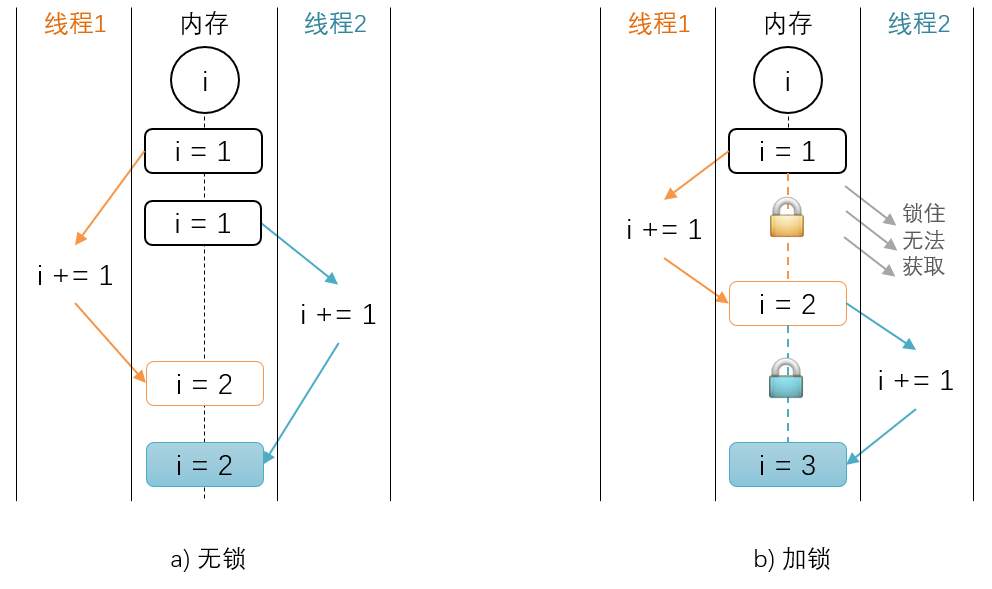 线程1
内存
线程2
i
i = 1
i = 1
i += 1
i += 1
i = 2
i = 2
a) 无锁
线程1
内存
线程2
i
i = 1
锁住
无法
获取
i += 1
i = 2
i += 1
i = 3
b) 加锁